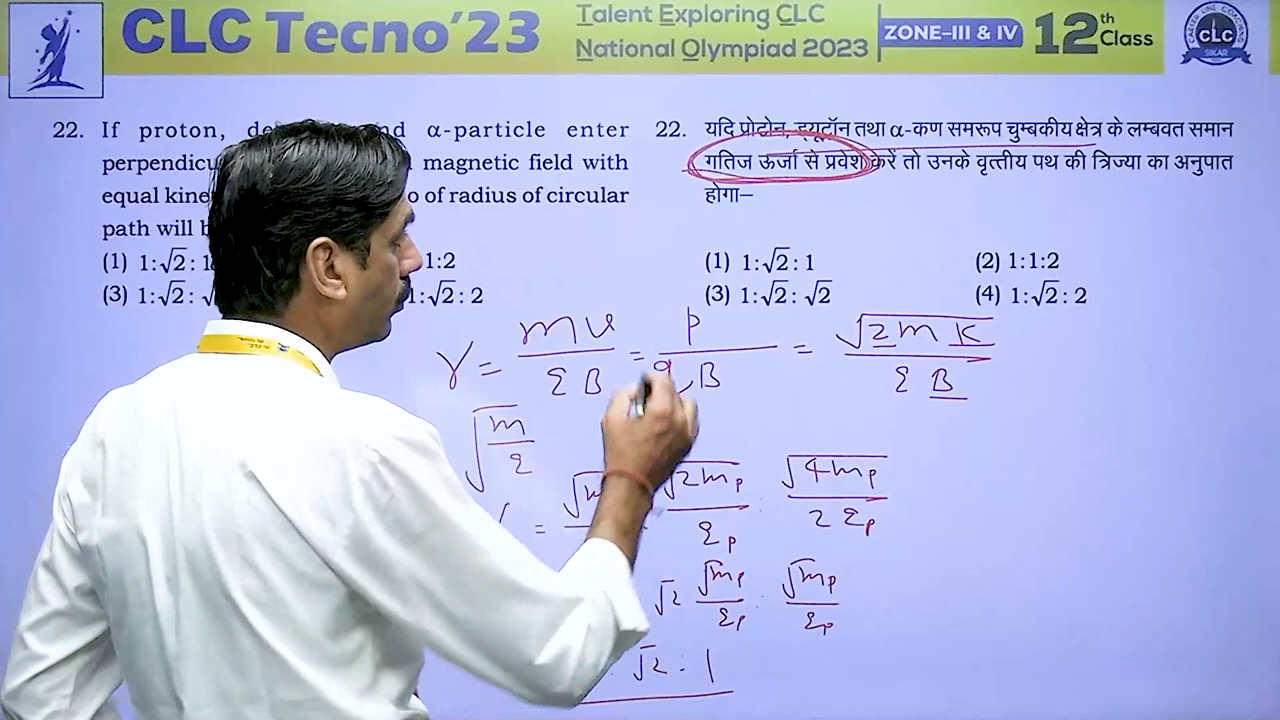 CLC Tecno'23
Talent Exploring CLC
National Olympiad 2023
ZONE–III & IV
12th Class
CLC
SIKAR
22. If proton, de nd α-particle enter
perpendicu magnetic field with
equal kine o of radius of circular
path will b
(1) 1:√2: 1:2
(3) 1:√2: √ 1:√2: 2
22. यदि प्रोटोन, ड्यूटॉन तथा α-कण समरूप चुम्बकीय क्षेत्र के लम्बवत समान
गतिज ऊर्जा से प्रवेश करें तो उनके वृत्तीय पथ की त्रिज्या का अनुपात
होगा–
(1) 1:√2: 1 (2) 1:1:2
(3) 1:√2: √2 (4) 1:√2: 2
r = mv/qB = p/qB = √2mK/qB
√m/q
= √2mp/qp : √4mp/2qp
√2 √mp/qp : √mp/qp
: √2 : 1